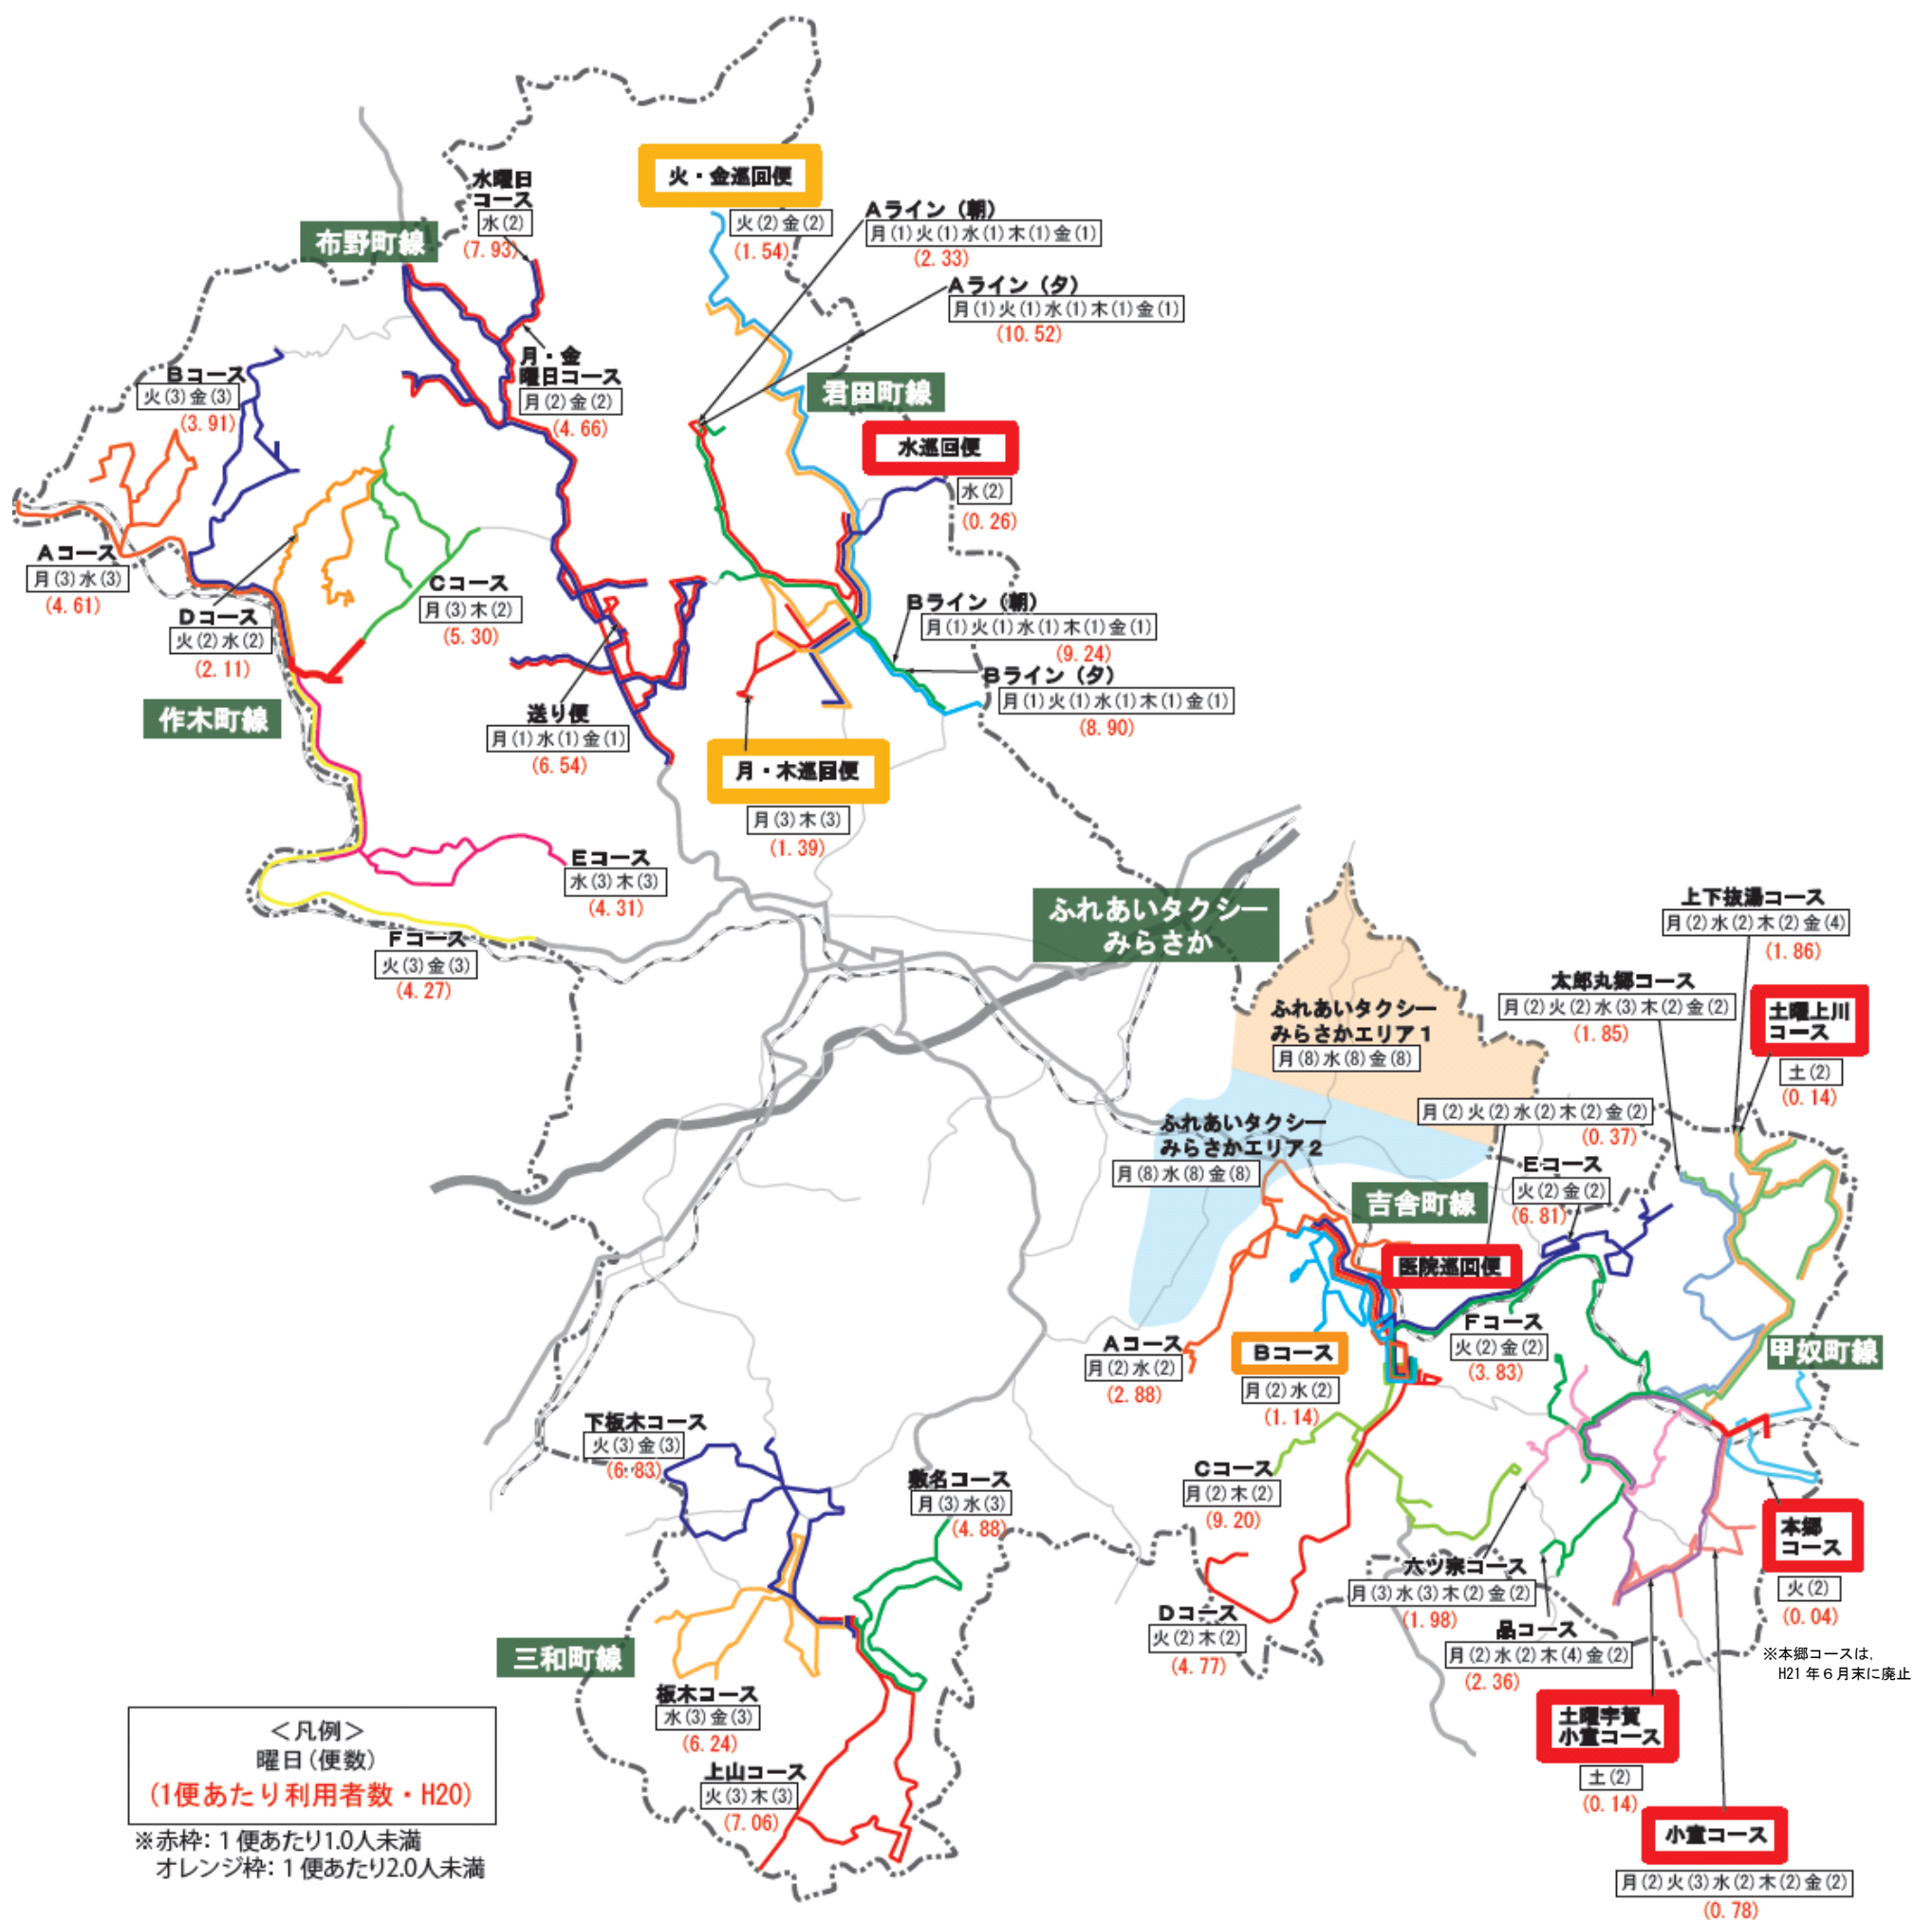 火・金巡回便
火(2)金(2)
(1.54)
水曜日
コース
水(2)
(7.93)
布野町線
Aライン（朝）
月(1)火(1)水(1)木(1)金(1)
(2.33)
Aライン（夕）
月(1)火(1)水(1)木(1)金(1)
(10.52)
月・金
曜日コース
月(2)金(2)
(4.66)
Bコース
火(3)金(3)
(3.91)
君田町線
水巡回便
水(2)
(0.26)
Aコース
月(3)水(3)
(4.61)
Dコース
火(2)水(2)
(2.11)
Cコース
月(3)木(2)
(5.30)
Bライン（朝）
月(1)火(1)水(1)木(1)金(1)
(9.24)
Bライン（夕）
月(1)火(1)水(1)木(1)金(1)
(8.90)
作木町線
送り便
月(1)水(1)金(1)
(6.54)
月・木巡回便
月(3)木(3)
(1.39)
Eコース
水(3)木(3)
(4.31)
Fコース
火(3)金(3)
(4.27)
ふれあいタクシー
みらさか
ふれあいタクシー
みらさかエリア1
月(8)水(8)金(8)
ふれあいタクシー
みらさかエリア2
月(8)水(8)金(8)
上下抜湯コース
月(2)水(2)木(2)金(4)
(1.86)
太郎丸郷コース
月(2)火(2)水(3)木(2)金(2)
(1.85)
土曜上川
コース
土(2)
(0.14)
月(2)火(2)水(2)木(2)金(2)
(0.37)
Eコース
火(2)金(2)
(6.81)
吉舎町線
医院巡回便
Fコース
火(2)金(2)
(3.83)
甲奴町線
Aコース
月(2)水(2)
(2.88)
Bコース
月(2)水(2)
(1.14)
Cコース
月(2)木(2)
(9.20)
Dコース
火(2)木(2)
(4.77)
下板木コース
火(3)金(3)
(6.83)
敷名コース
月(3)水(3)
(4.88)
三和町線
板木コース
水(3)金(3)
(6.24)
上山コース
火(3)木(3)
(7.06)
六ツ宗コース
月(3)水(3)木(2)金(2)
(1.98)
品コース
月(2)水(2)木(4)金(2)
(2.36)
本郷
コース
火(2)
(0.04)
※本郷コースは,
H21年6月末に廃止
土曜宇賀
小童コース
土(2)
(0.14)
小童コース
月(2)火(3)水(2)木(2)金(2)
(0.78)
＜凡例＞
曜日(便数)
(1便あたり利用者数・H20)
※赤枠：1便あたり1.0人未満
オレンジ枠：1便あたり2.0人未満